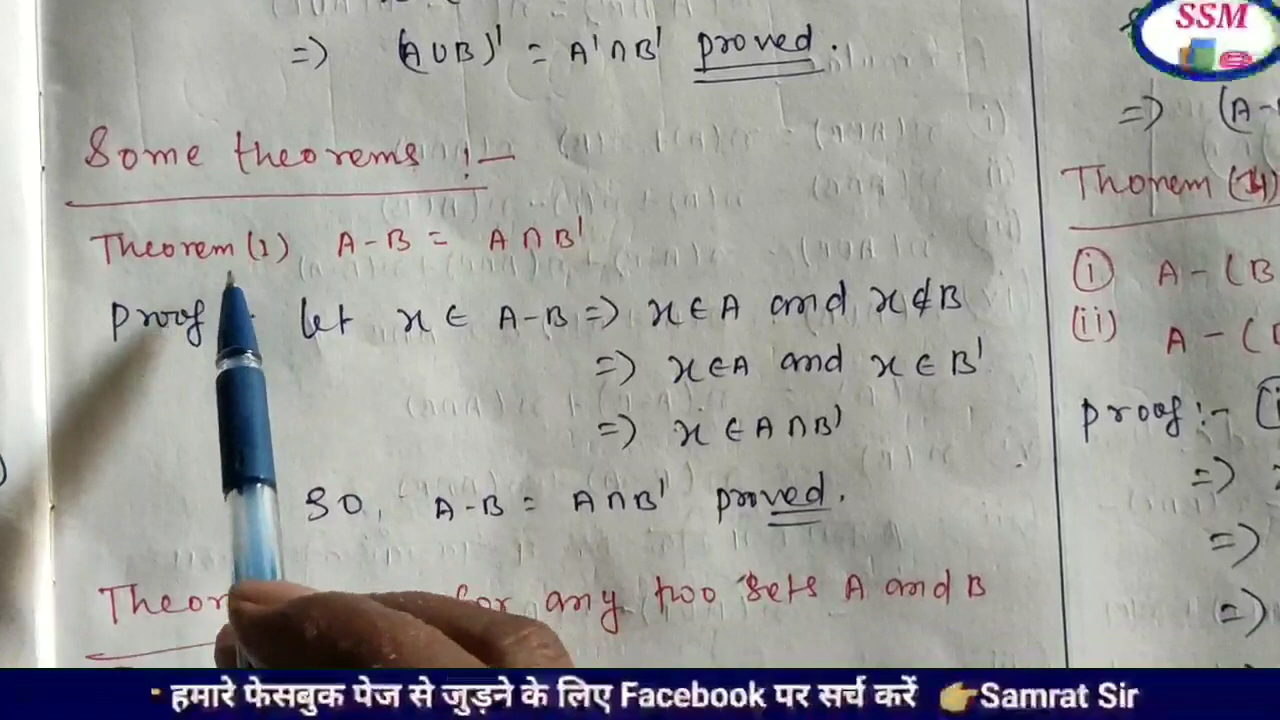 => (A∪B)' = A'∩B' proved.
Some theorems :-
Theorem (1) A-B = A∩B'
Proof let x ∈ A-B => x∈A and x∉B
=> x∈A and x∈B'
=> x∈A∩B'
So, A-B = A∩B' proved.
for any two sets A and B
SSM
=> (A-
Thorem
(i) A-(B
(ii) A-(
proof :- (i
=>
=>
=>
हमारे फेसबुक पेज से जुड़ने के लिए Facebook पर सर्च करें 👉Samrat Sir